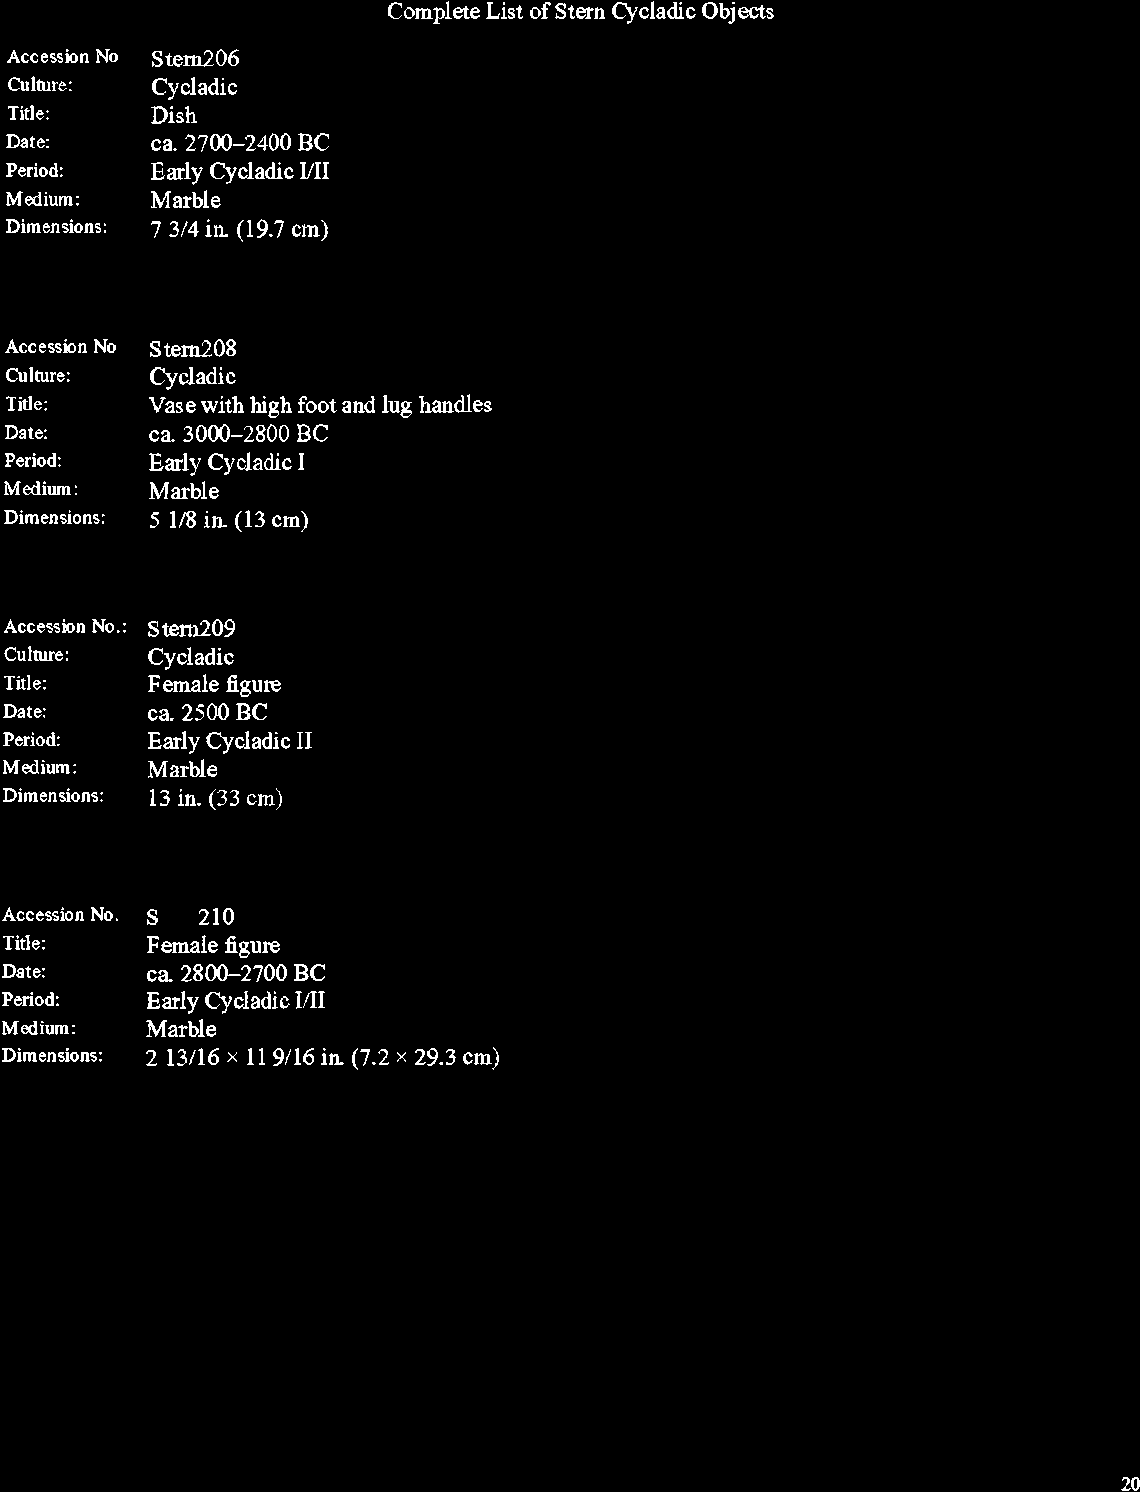 Complete List of Stern Cycladic Objects
Accession No Stern206
Culture: Cycladic
Title: Dish
Date: ca. 2700–2400 BC
Period: Early Cycladic I/II
Medium: Marble
Dimensions: 7 3/4 in. (19.7 cm)
Accession No Stern208
Culture: Cycladic
Title: Vase with high foot and lug handles
Date: ca. 3000–2800 BC
Period: Early Cycladic I
Medium: Marble
Dimensions: 5 1/8 in. (13 cm)
Accession No.: Stern209
Culture: Cycladic
Title: Female figure
Date: ca. 2500 BC
Period: Early Cycladic II
Medium: Marble
Dimensions: 13 in. (33 cm)
Accession No. S 210
Title: Female figure
Date: ca. 2800–2700 BC
Period: Early Cycladic I/II
Medium: Marble
Dimensions: 2 13/16 × 11 9/16 in. (7.2 × 29.3 cm)
20